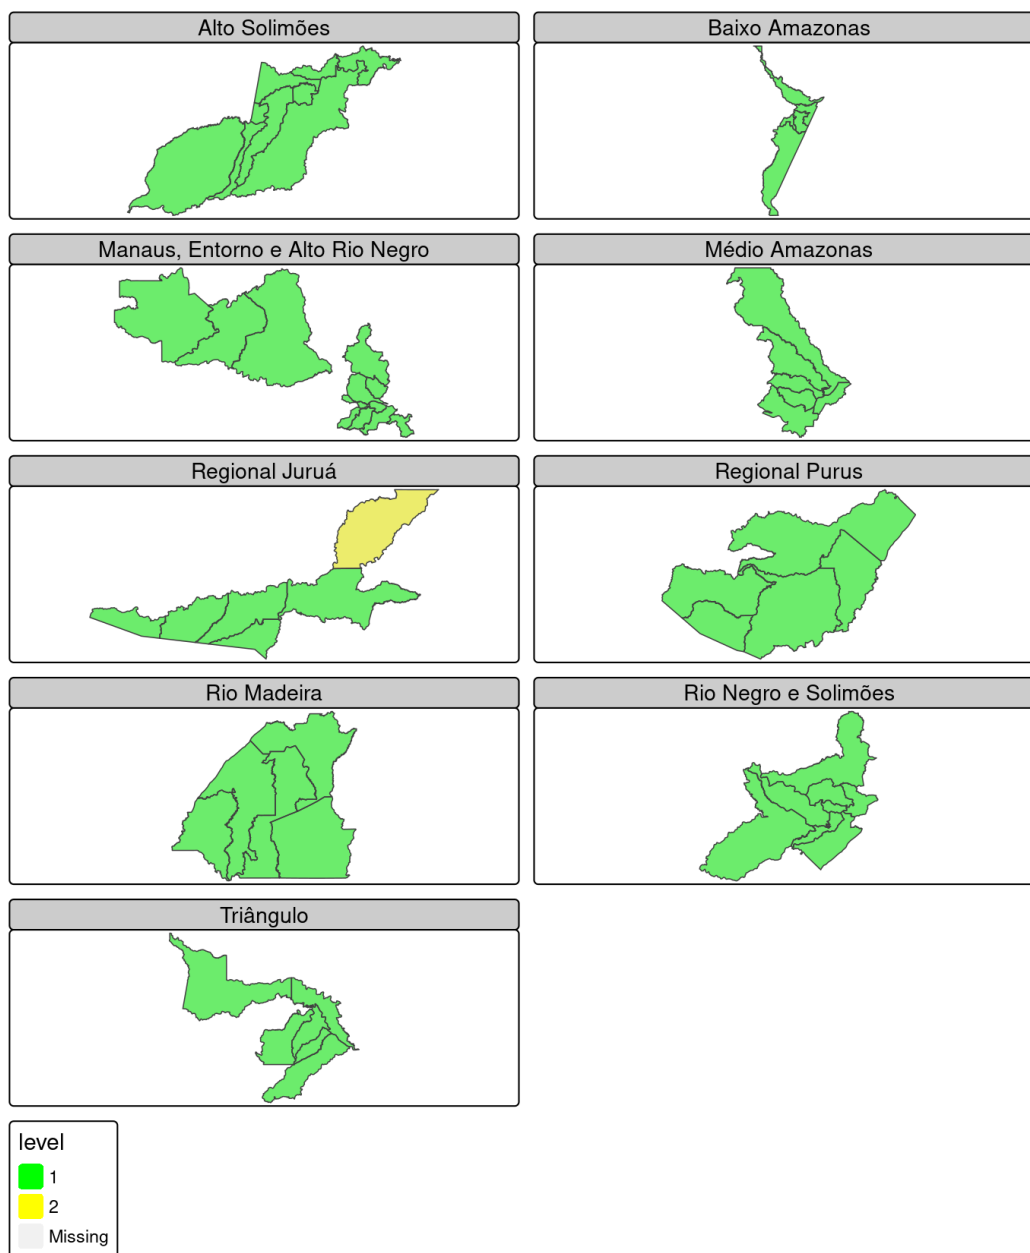 Alto Solimões
Baixo Amazonas
Manaus, Entorno e Alto Rio Negro
Médio Amazonas
Regional Juruá
Regional Purus
Rio Madeira
Rio Negro e Solimões
Triângulo
level
1
2
Missing